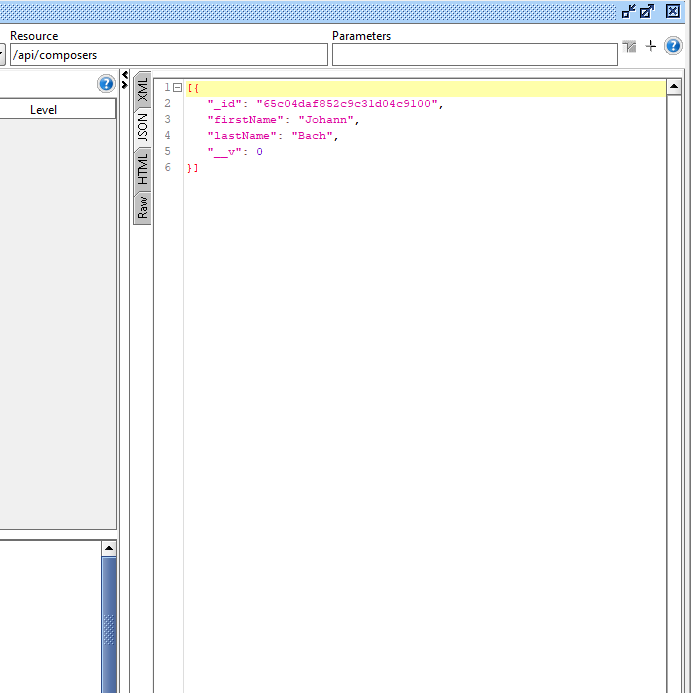 Resource
Parameters
/api/composers
Level
XML
JSON
HTML
Raw
1 [{
2 "_id": "65c04daf852c9c31d04c9100",
3 "firstName": "Johann",
4 "lastName": "Bach",
5 "__v": 0
6 }]